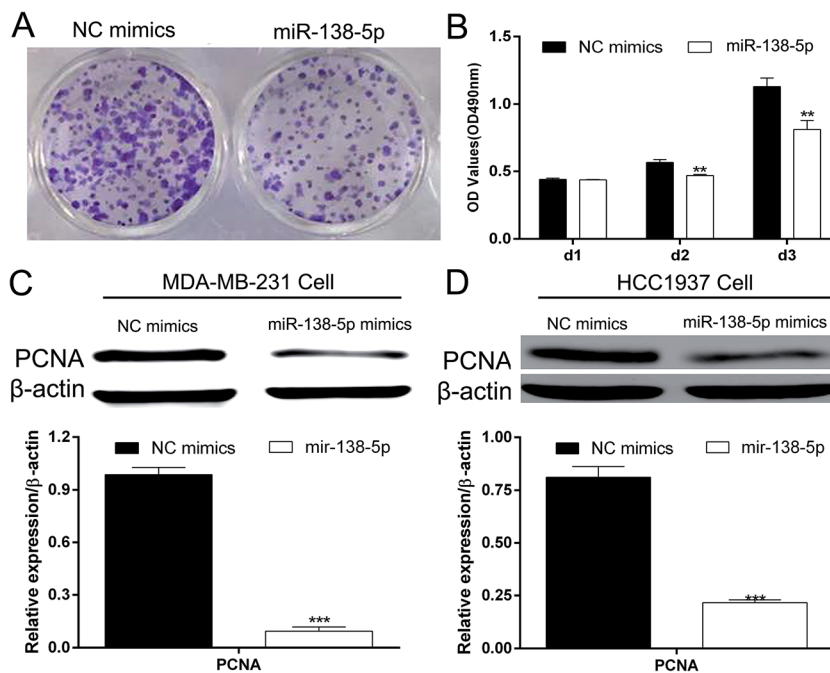 A
NC mimics miR-138-5p
B
1.5
NC mimics miR-138-5p
1.0
0.5
0.0
OD Values(OD490nm)
**
**
d1 d2 d3
C
MDA-MB-231 Cell
NC mimics miR-138-5p mimics
PCNA
β-actin
1.2
NC mimics mir-138-5p
0.9
0.6
0.3
0.0
Relative expression/β-actin
***
PCNA
D
HCC1937 Cell
NC mimics miR-138-5p mimics
PCNA
β-actin
1.00
NC mimics mir-138-5p
0.75
0.50
0.25
0.00
Relative expression/β-actin
***
PCNA